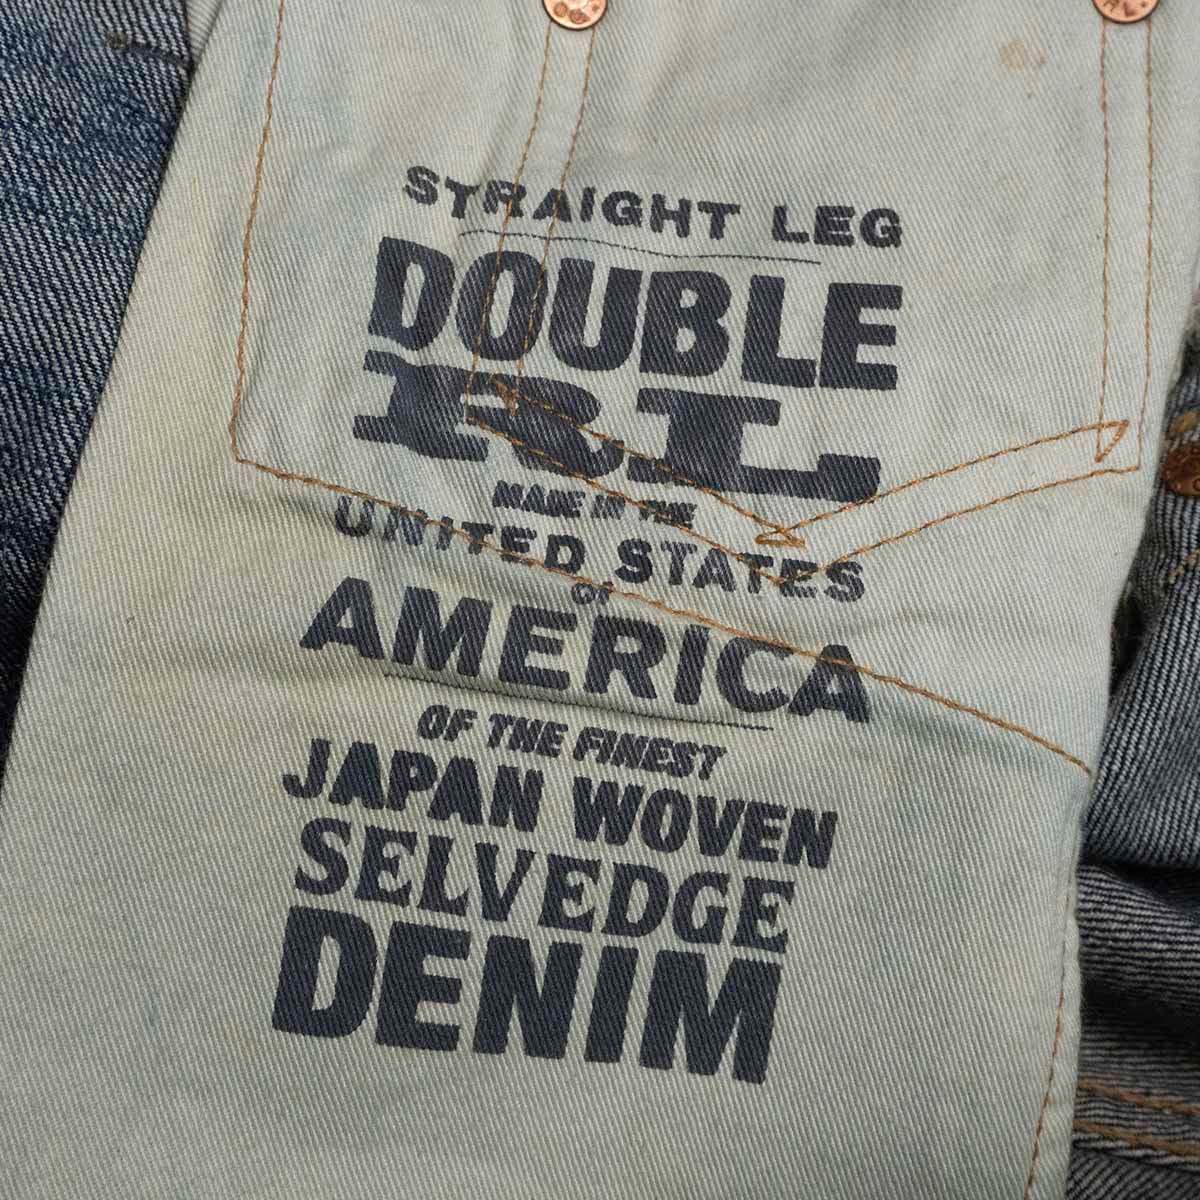 STRAIGHT LEG
DOUBLE
RL
MADE IN THE
UNITED STATES
OF
AMERICA
OF THE FINEST
JAPAN WOVEN
SELVEDGE
DENIM